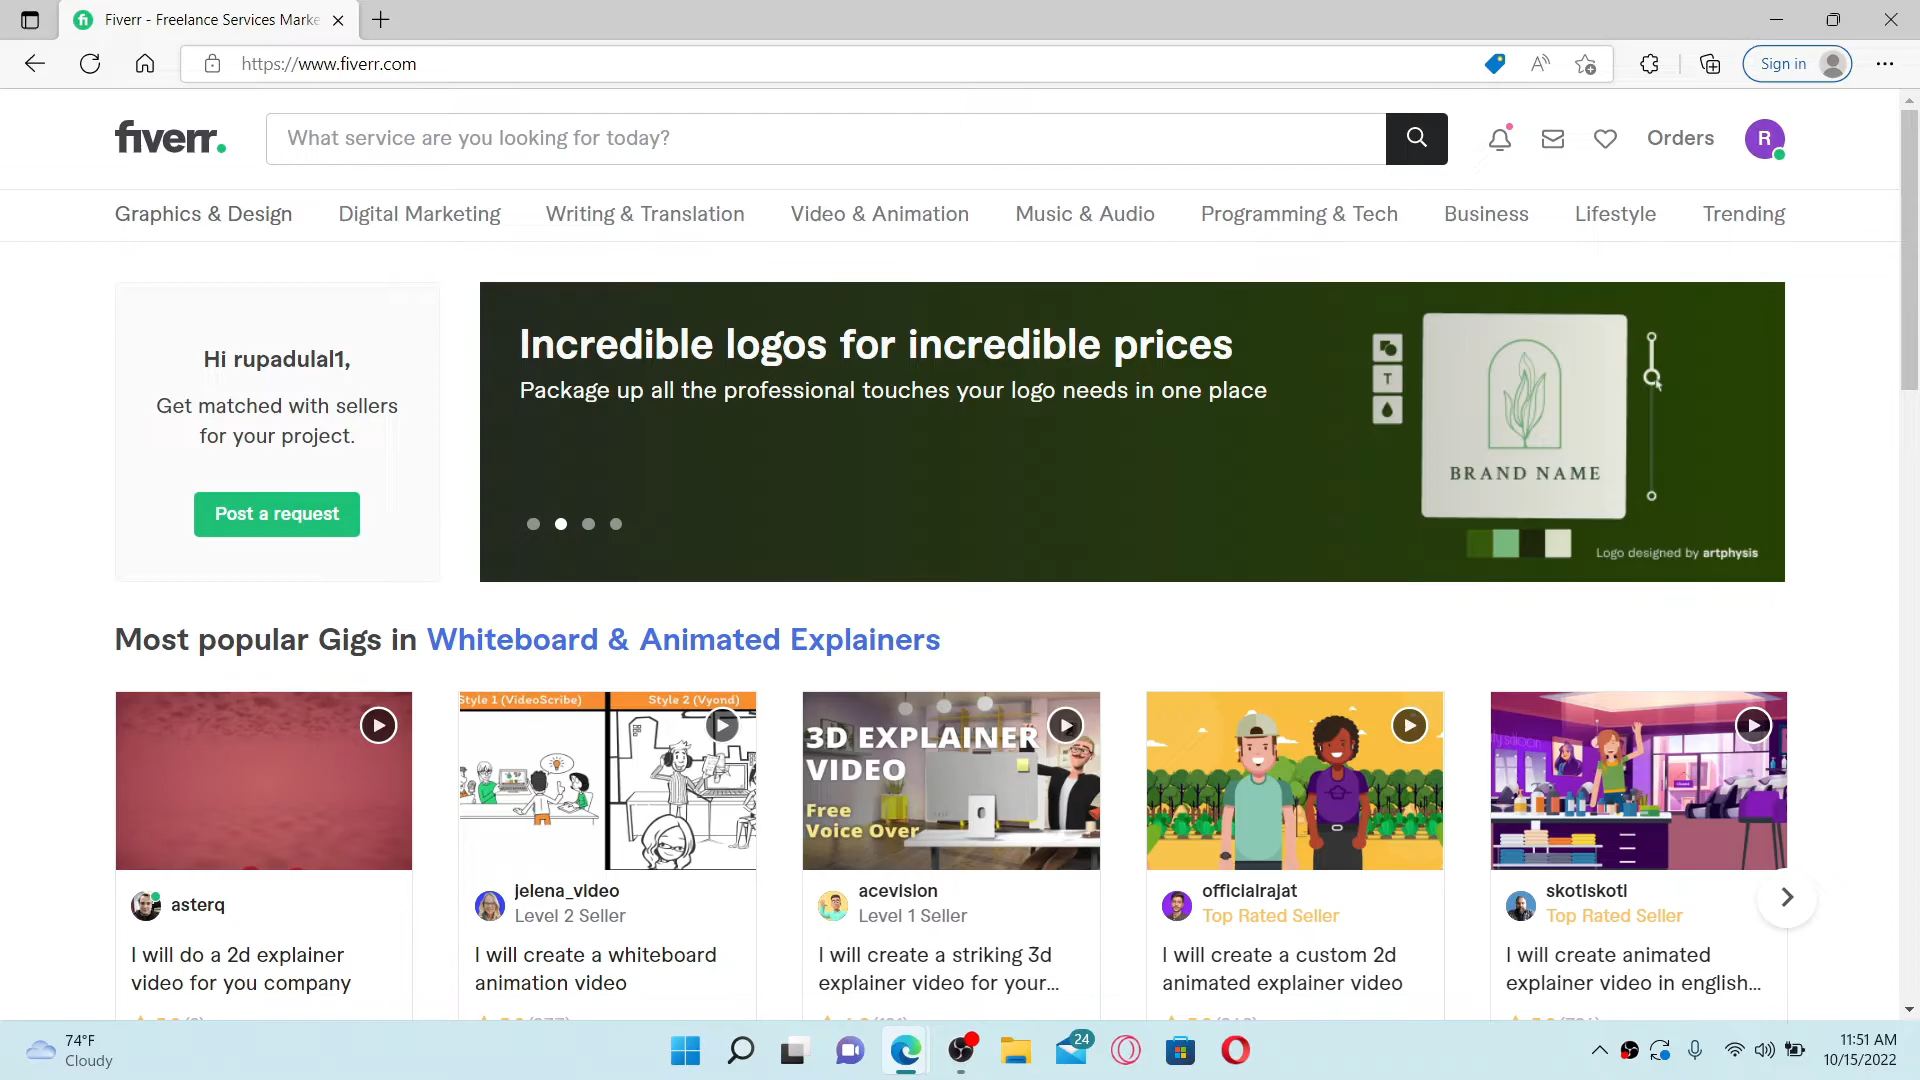 Fiverr - Freelance Services Marke
https://www.fiverr.com
Sign in
fiverr.
What service are you looking for today?
Orders
R
Graphics & Design
Digital Marketing
Writing & Translation
Video & Animation
Music & Audio
Programming & Tech
Business
Lifestyle
Trending
Hi rupadulal1,
Get matched with sellers
for your project.
Post a request
Incredible logos for incredible prices
Package up all the professional touches your logo needs in one place
T
BRAND NAME
Logo designed by artphysis
Most popular Gigs in Whiteboard & Animated Explainers
Style 1 (VideoScribe)
Style 2 (Vyond)
3D EXPLAINER
VIDEO
Free
Voice Over
asterq
jelena_video
Level 2 Seller
acevision
Level 1 Seller
officialrajat
Top Rated Seller
skotiskoti
Top Rated Seller
I will do a 2d explainer
video for you company
I will create a whiteboard
animation video
I will create a striking 3d
explainer video for your...
I will create a custom 2d
animated explainer video
I will create animated
explainer video in english...
74°F
Cloudy
24
11:51 AM
10/15/2022